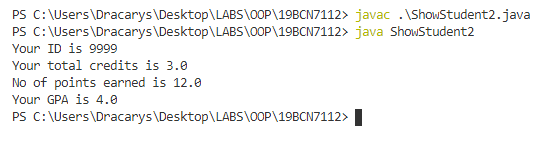 PS C:\Users\Dracarys\Desktop\LABS\OOP\19BCN7112> javac .\ShowStudent2.java
PS C:\Users\Dracarys\Desktop\LABS\OOP\19BCN7112> java ShowStudent2
Your ID is 9999
Your total credits is 3.0
No of points earned is 12.0
Your GPA is 4.0
PS C:\Users\Dracarys\Desktop\LABS\OOP\19BCN7112>